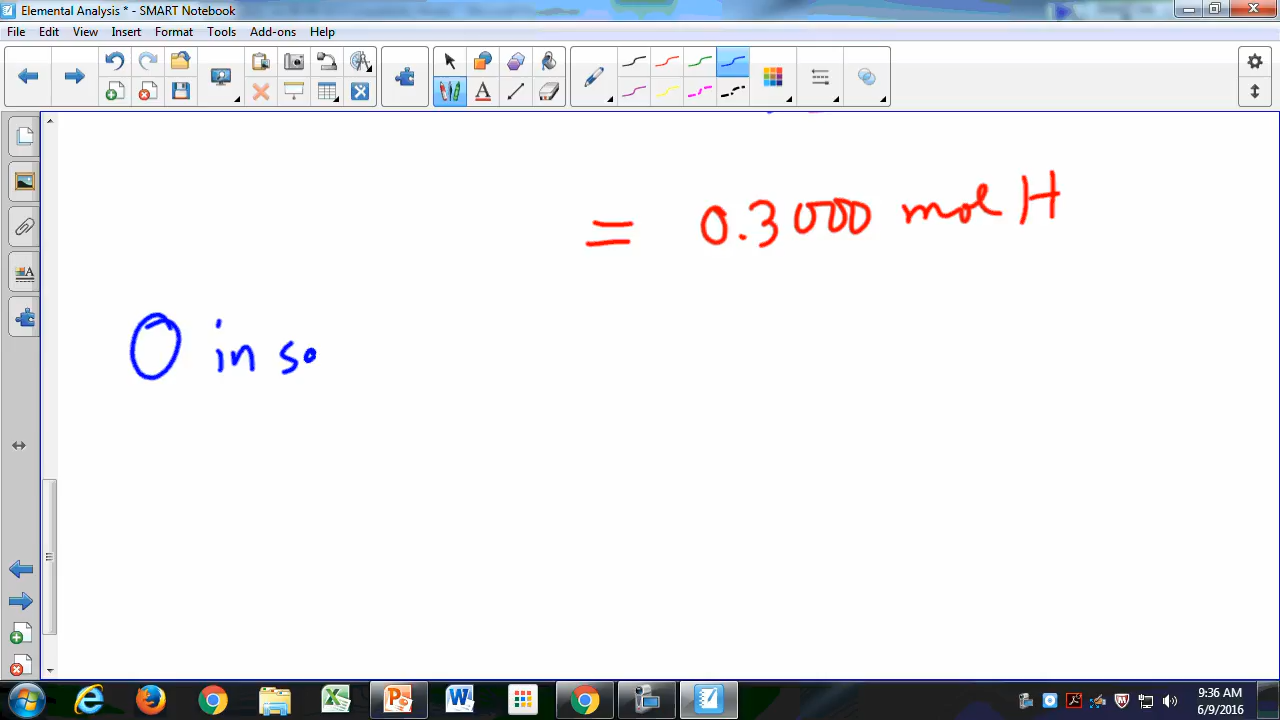 Elemental Analysis * - SMART Notebook
File Edit View Insert Format Tools Add-ons Help
= 0.3000 mol H
O in so
9:36 AM
6/9/2016